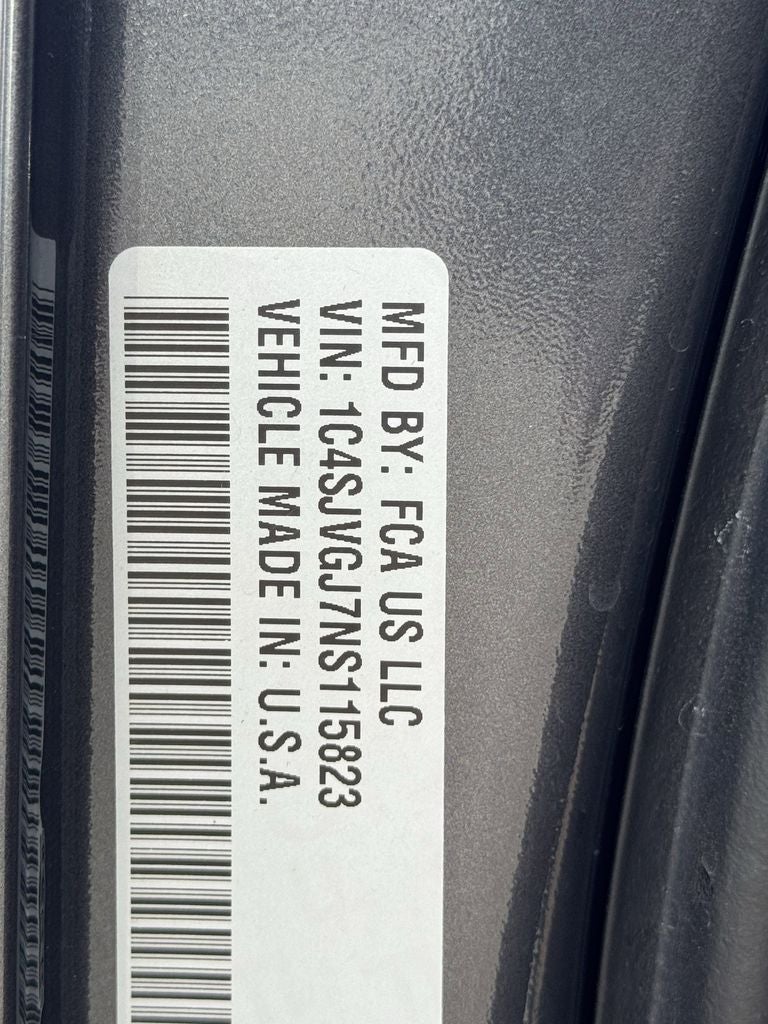 MFD BY: FCA US LLC
VIN: 1C4SJVGJ7NS115823
VEHICLE MADE IN: U.S.A.